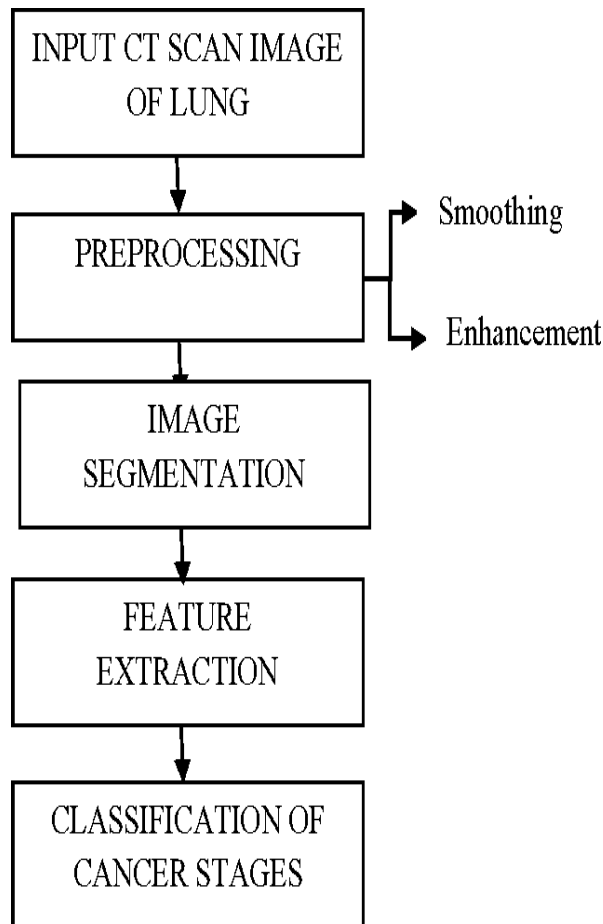 INPUT CT SCAN IMAGE
OF LUNG
PREPROCESSING
Smoothing
Enhancement
IMAGE
SEGMENTATION
FEATURE
EXTRACTION
CLASSIFICATION OF
CANCER STAGES